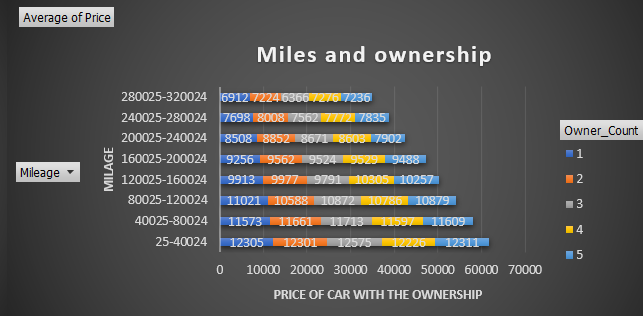 Average of Price
Miles and ownership
280025-320024 6912 7224 6366 7276 7236
240025-280024 7698 8008 7562 7772 7835
200025-240024 8508 8852 8671 8603 7902
160025-200024 9256 9562 9524 9529 9488
120025-160024 9913 9977 9791 10305 10257
80025-120024 11021 10588 10872 10786 10879
40025-80024 11573 11661 11713 11597 11609
25-40024 12305 12301 12575 12226 12311
0 10000 20000 30000 40000 50000 60000 70000
PRICE OF CAR WITH THE OWNERSHIP
MILAGE
Mileage
Owner_Count
1
2
3
4
5